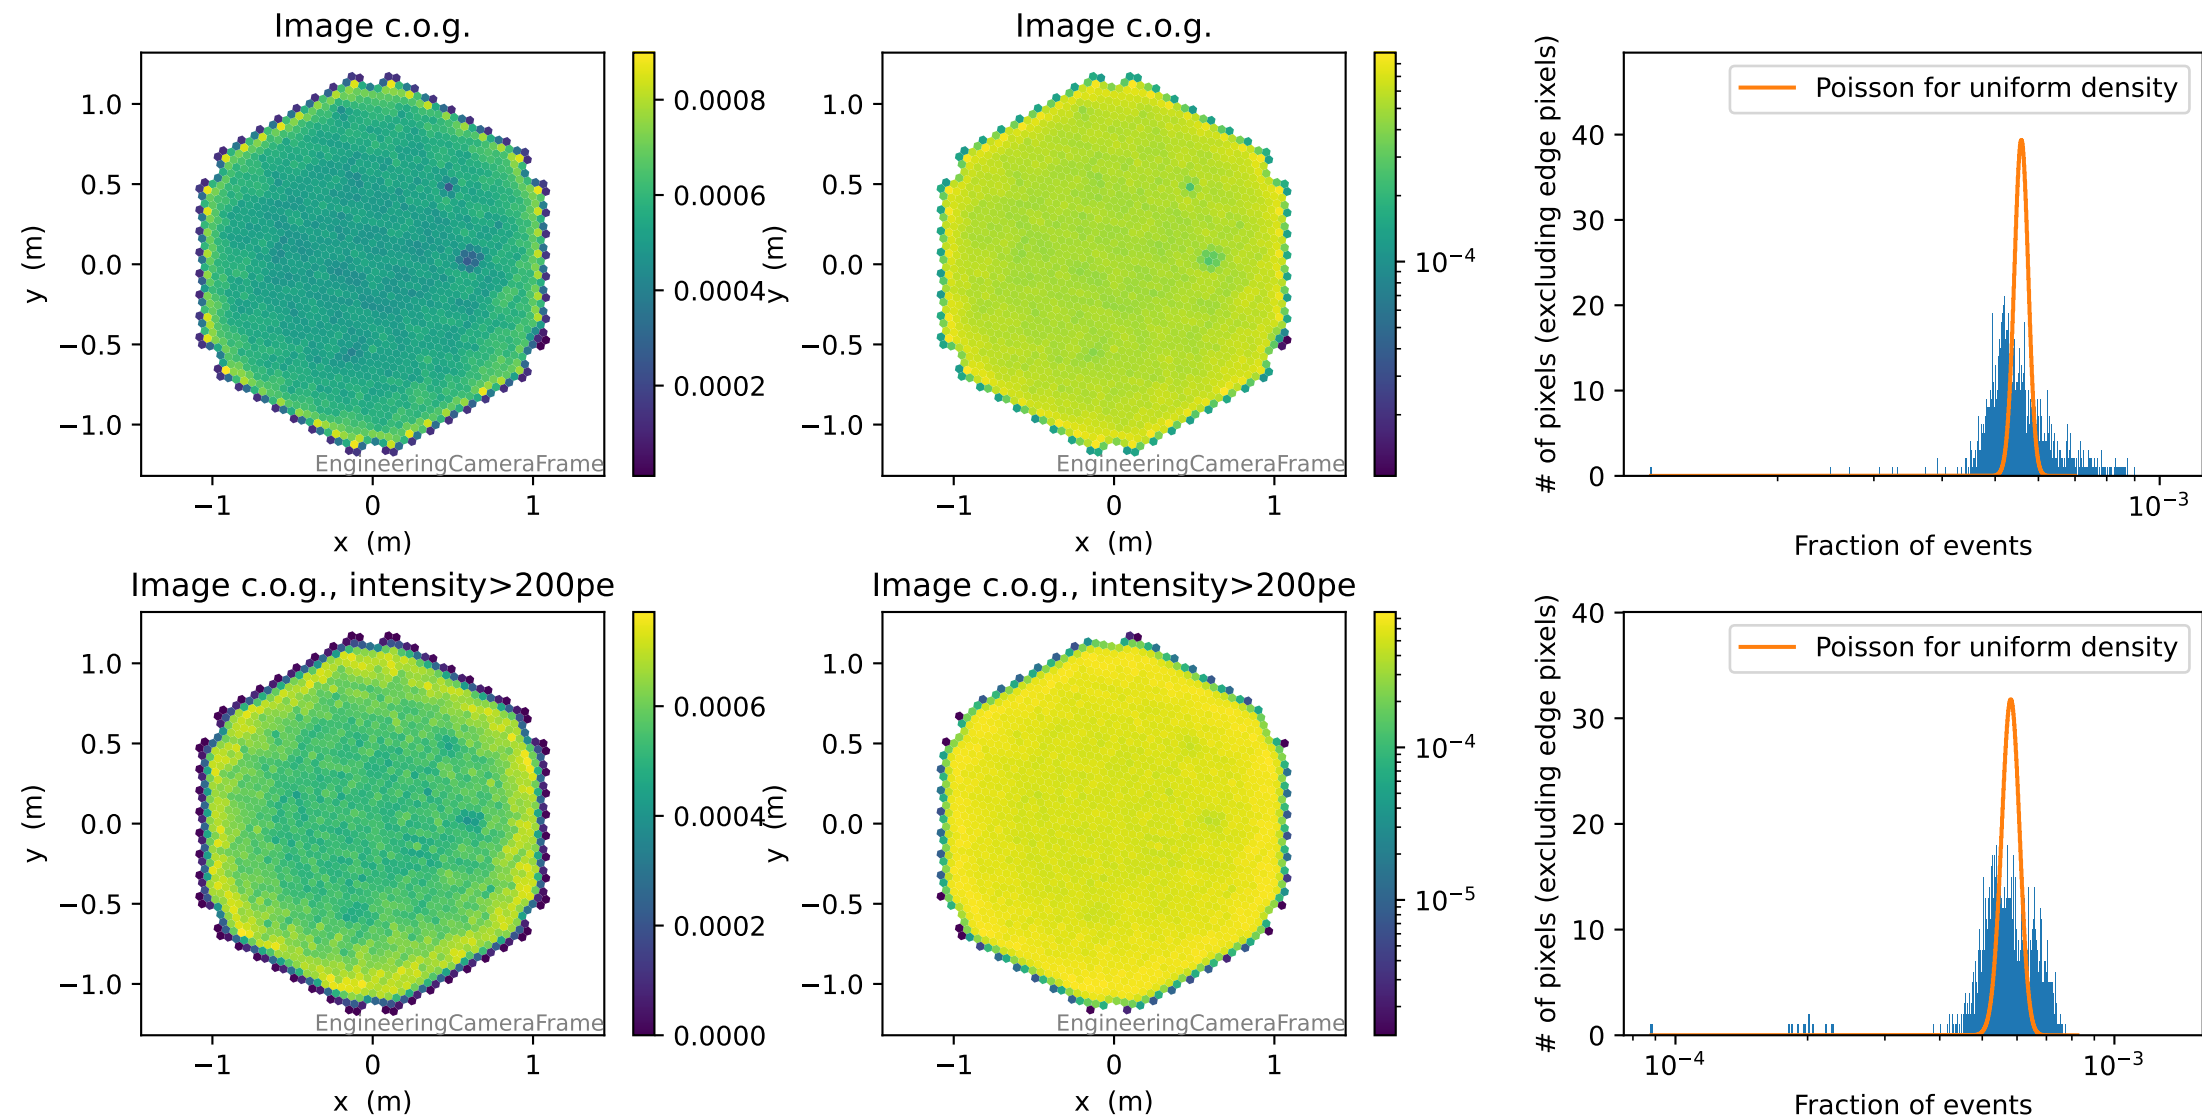 Image c.o.g.
1.0
0.5
0.0
−0.5
−1.0
y (m)
−1
0
1
x (m)
EngineeringCameraFrame
0.0008
0.0006
0.0004
0.0002
Image c.o.g.
1.0
0.5
0.0
−0.5
−1.0
y (m)
−1
0
1
x (m)
EngineeringCameraFrame
10⁻⁴
# of pixels (excluding edge pixels)
40
30
20
10
0
Poisson for uniform density
10⁻³
Fraction of events
Image c.o.g., intensity>200pe
1.0
0.5
0.0
−0.5
−1.0
y (m)
−1
0
1
x (m)
EngineeringCameraFrame
0.0006
0.0004
0.0002
0.0000
Image c.o.g., intensity>200pe
1.0
0.5
0.0
−0.5
−1.0
y (m)
−1
0
1
x (m)
EngineeringCameraFrame
10⁻⁴
10⁻⁵
# of pixels (excluding edge pixels)
40
30
20
10
0
Poisson for uniform density
10⁻⁴
10⁻³
Fraction of events